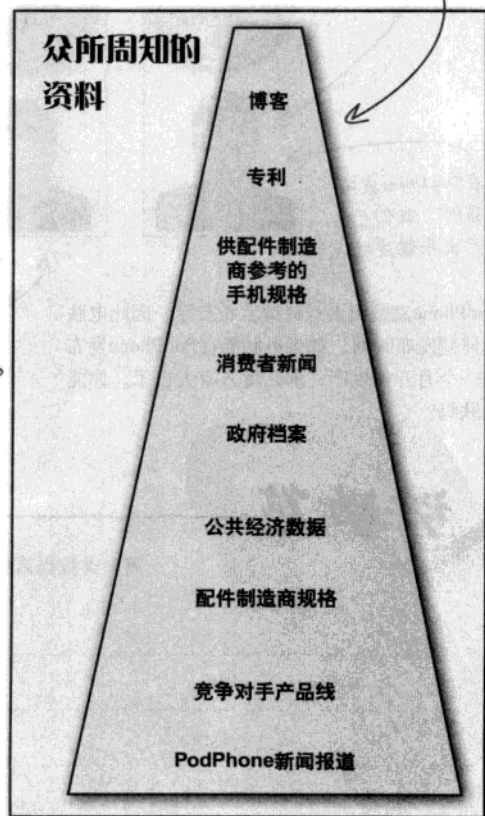 众所周知的
资料
博客
专利
供配件制造
商参考的
手机规格
消费者新闻
政府档案
公共经济数据
配件制造商规格
竞争对手产品线
PodPhone新闻报道